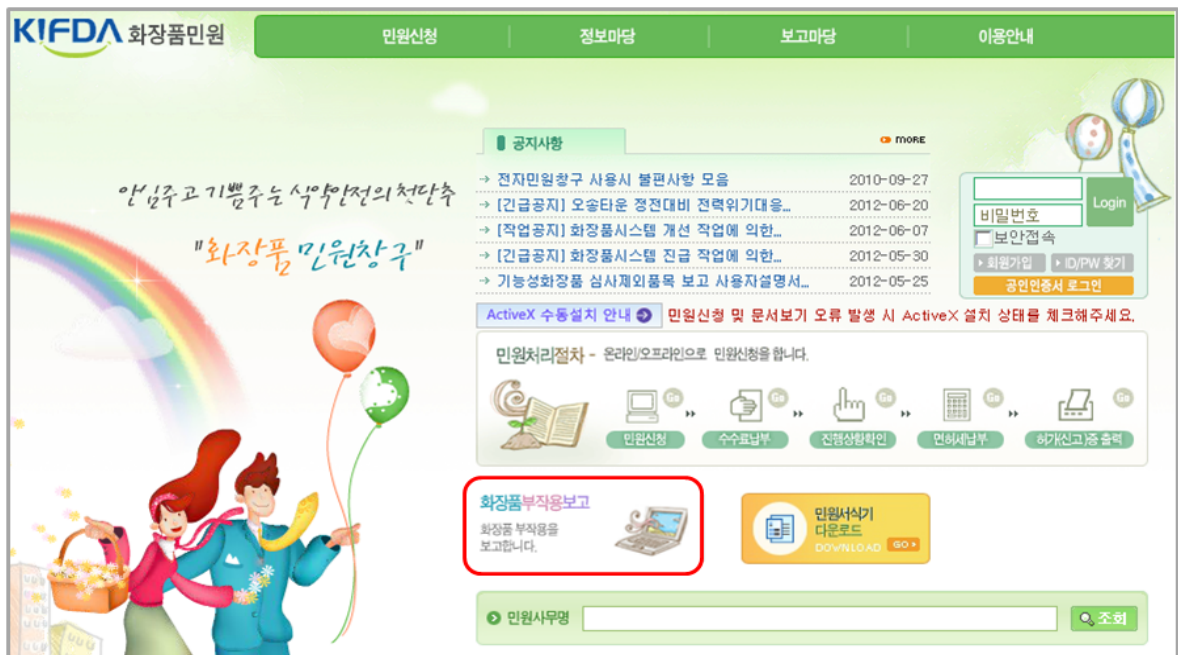 KIFDA 화장품민원
민원신청 정보마당 보고마당 이용안내
공지사항 MORE
전자민원창구 사용시 불편사항 모음 2010-09-27
[긴급공지] 오송타운 정전대비 전력위기대응... 2012-06-20
[작업공지] 화장품시스템 개선 작업에 의한... 2012-06-07
[긴급공지] 화장품시스템 긴급 작업에 의한... 2012-05-30
기능성화장품 심사제외품목 보고 사용자설명서... 2012-05-25
안심주고 기쁨주는 식약안전의 첫단추
"화장품 민원창구"
Login
비밀번호
보안접속
회원가입 ID/PW 찾기
공인인증서 로그인
ActiveX 수동설치 안내 민원신청 및 문서보기 오류 발생 시 ActiveX 설치 상태를 체크해주세요.
민원처리절차 - 온라인/오프라인으로 민원신청을 합니다.
Go Go Go Go Go
민원신청 수수료납부 진행상황확인 면허세납부 허가(신고)증 출력
화장품부작용보고
화장품 부작용을
보고합니다.
민원서식기
다운로드
DOWNLOAD GO
민원사무명 조회